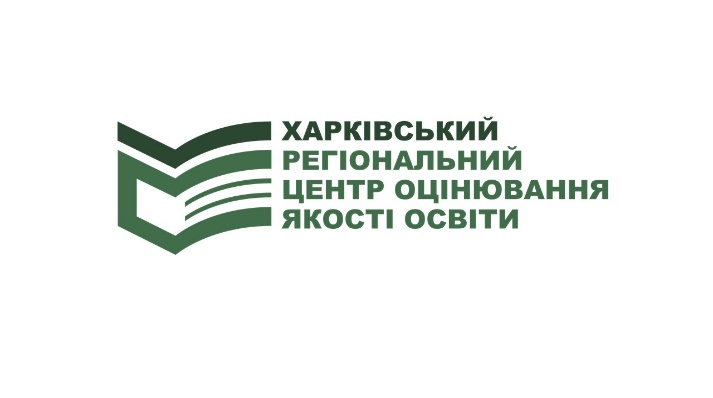 ХАРКІВСЬКИЙ
РЕГІОНАЛЬНИЙ
ЦЕНТР ОЦІНЮВАННЯ
ЯКОСТІ ОСВІТИ